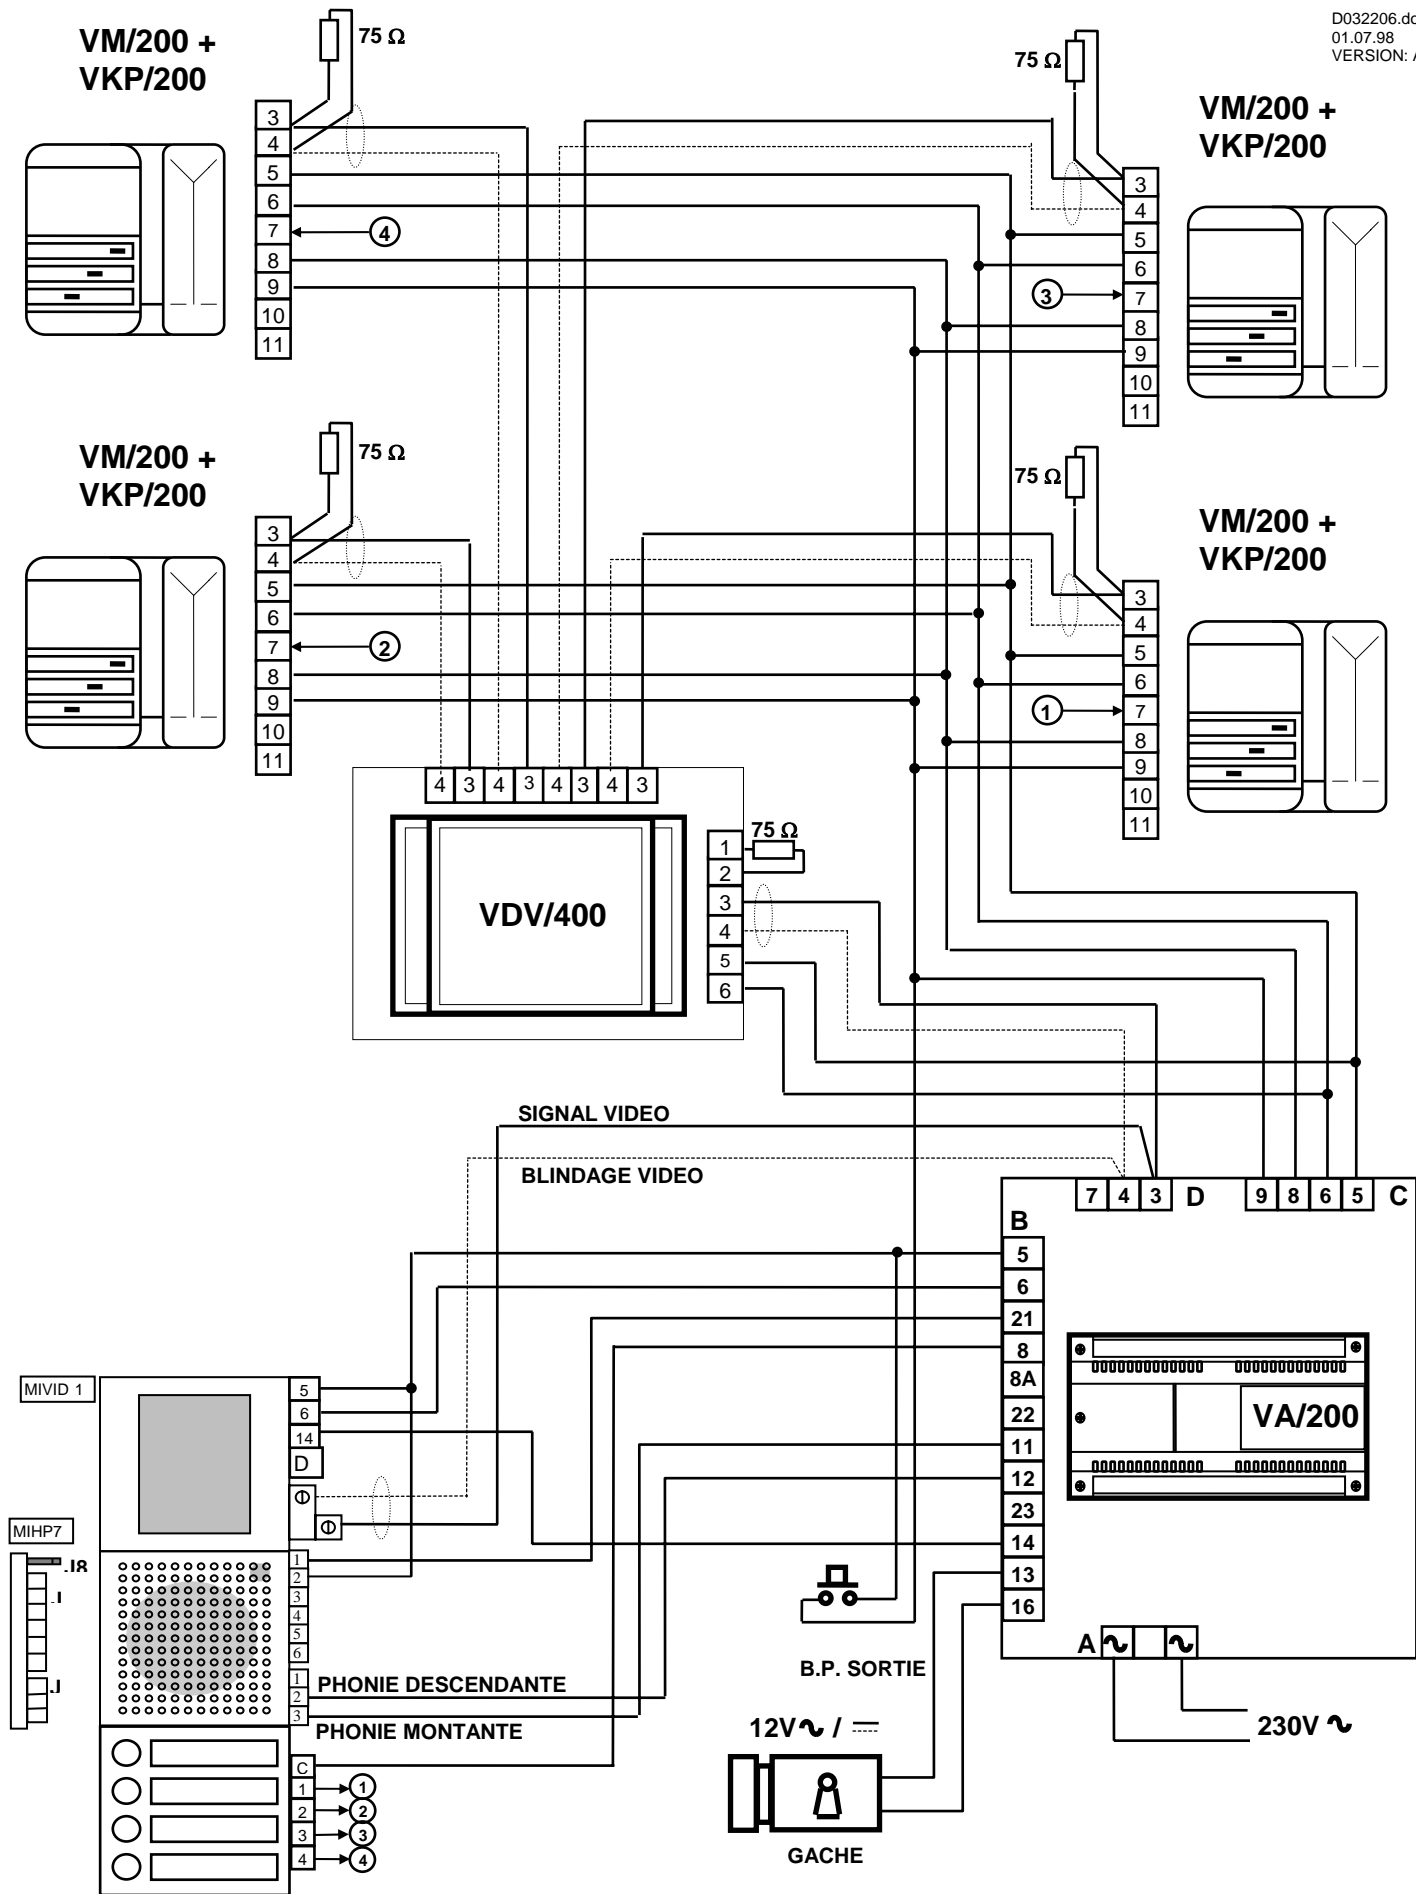 D032206.do
01.07.98
VERSION: A
VM/200 +
VKP/200
75 Ω
3
4
5
6
7
8
9
10
11
4
75 Ω
VM/200 +
VKP/200
3
4
5
6
7
8
9
10
11
3
VM/200 +
VKP/200
75 Ω
3
4
5
6
7
8
9
10
11
2
75 Ω
VM/200 +
VKP/200
3
4
5
6
7
8
9
10
11
1
4 3 4 3 4 3 4 3
VDV/400
75 Ω
1
2
3
4
5
6
SIGNAL VIDEO
BLINDAGE VIDEO
7 4 3 D
9 8 6 5 C
B
5
6
21
8
8A
22
11
12
23
14
13
16
VA/200
A
230V
MIVID 1
5
6
14
D
MIHP7
J8
J
J
1
2
3
4
5
6
1
2
3
PHONIE DESCENDANTE
PHONIE MONTANTE
C
1 1
2 2
3 3
4 4
B.P. SORTIE
12V /
GACHE